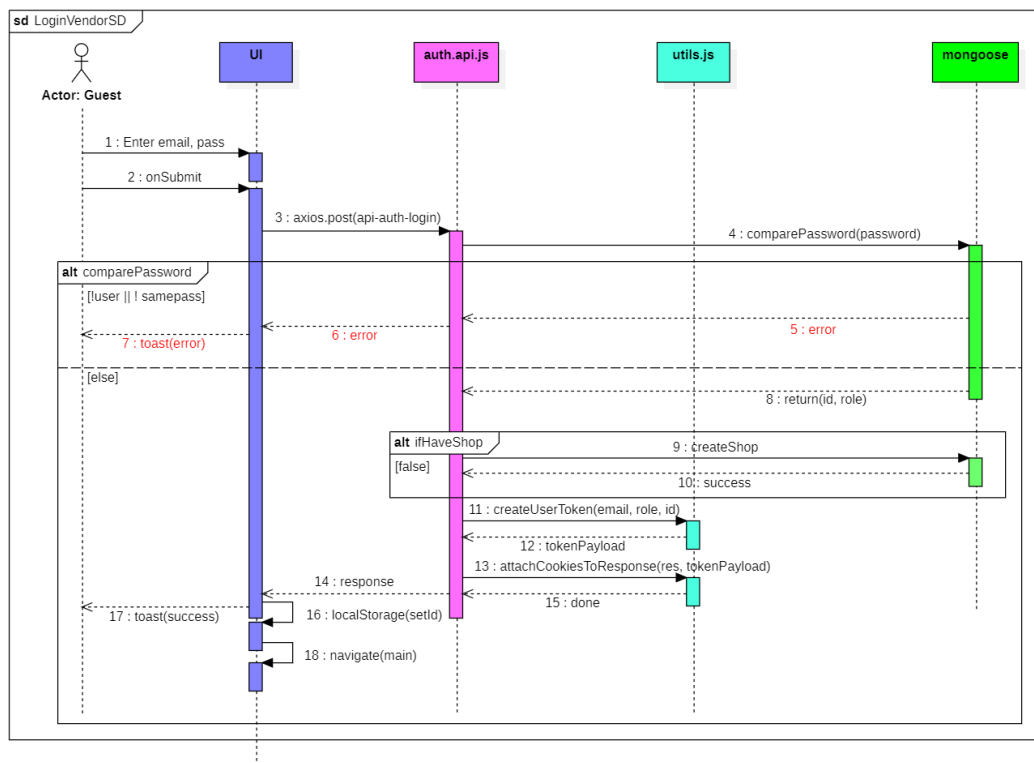 sd LoginVendorSD
UI
auth.api.js
utils.js
mongoose
Actor: Guest
1 : Enter email, pass
2 : onSubmit
3 : axios.post(api-auth-login)
4 : comparePassword(password)
alt comparePassword
[!user || ! samepass]
5 : error
6 : error
7 : toast(error)
[else]
8 : return(id, role)
alt ifHaveShop
9 : createShop
[false]
10 : success
11 : createUserToken(email, role, id)
12 : tokenPayload
13 : attachCookiesToResponse(res, tokenPayload)
14 : response
15 : done
16 : localStorage(setId)
17 : toast(success)
18 : navigate(main)